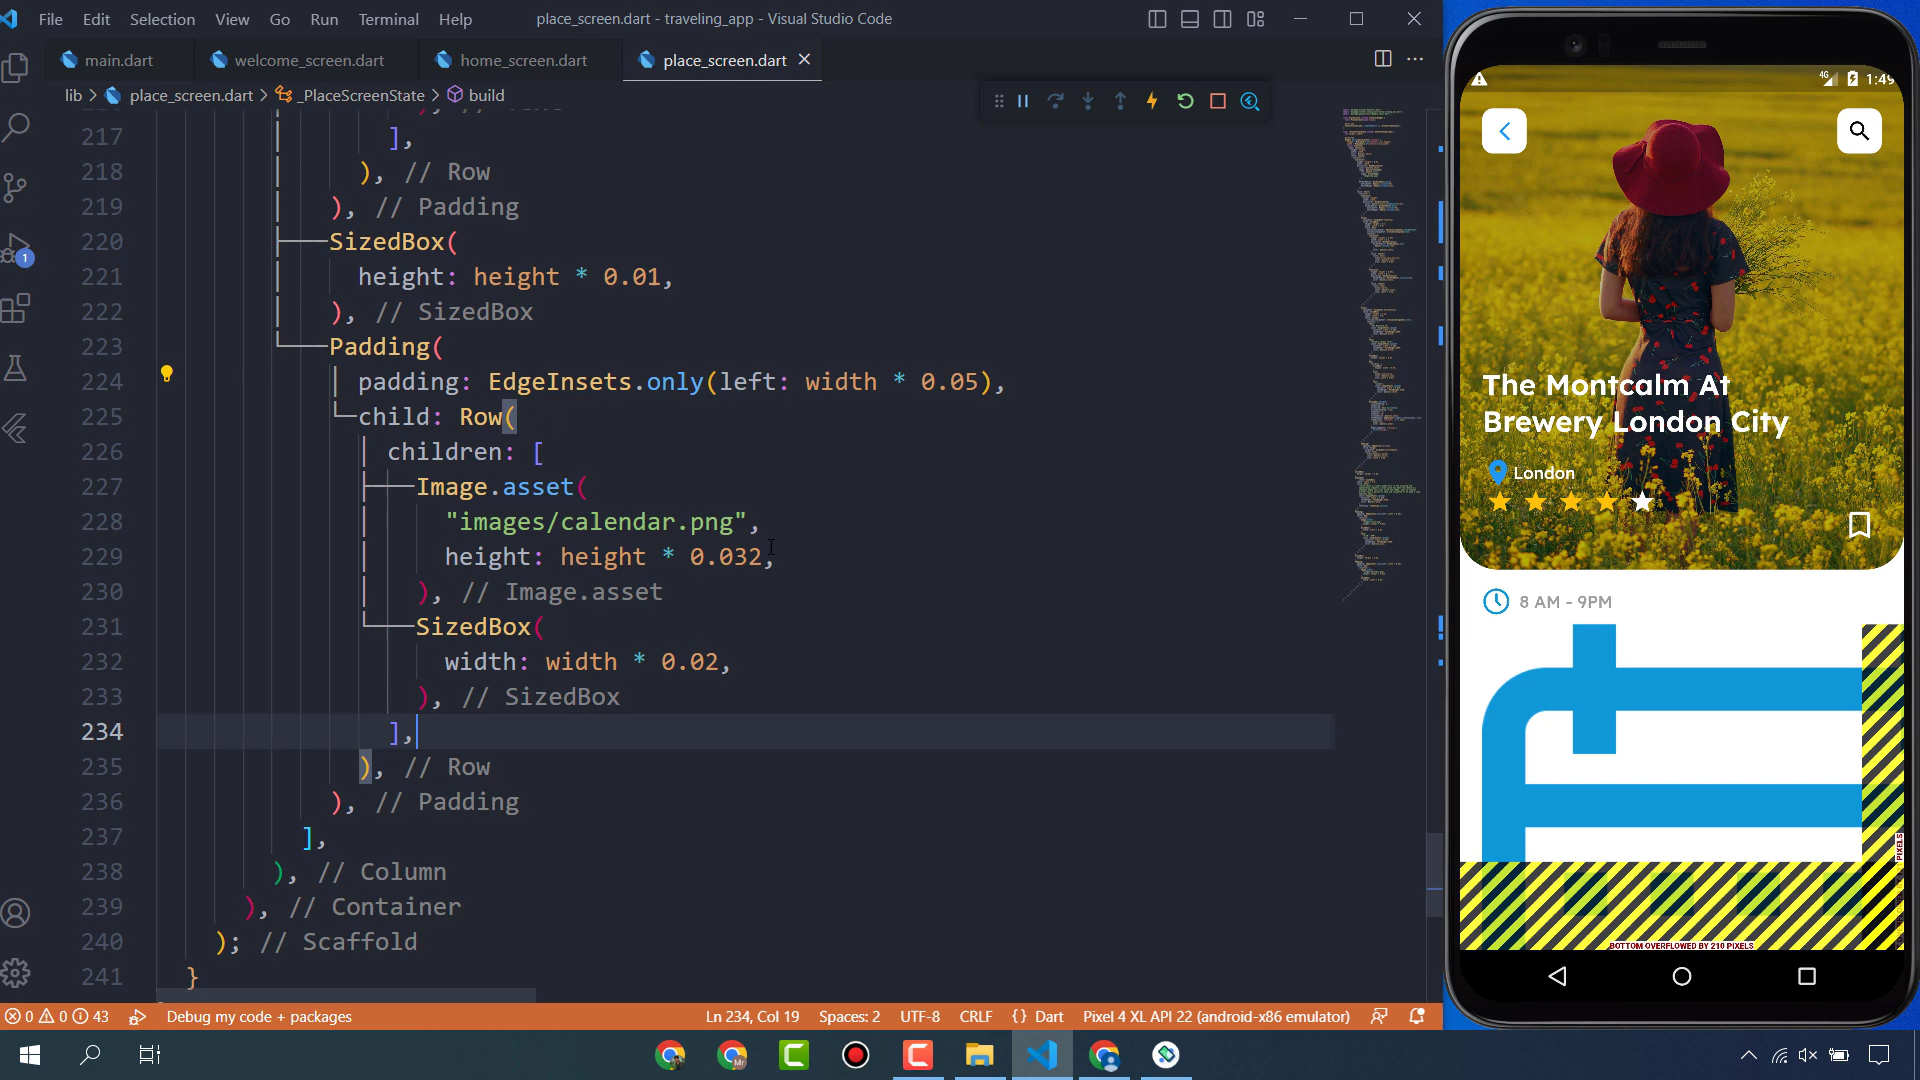 File Edit Selection View Go Run Terminal Help
place_screen.dart - traveling_app - Visual Studio Code
main.dart
welcome_screen.dart
home_screen.dart
place_screen.dart
lib > place_screen.dart > _PlaceScreenState > build
217 ],
218 ), // Row
219 ), // Padding
220 SizedBox(
221 height: height * 0.01,
222 ), // SizedBox
223 Padding(
224 padding: EdgeInsets.only(left: width * 0.05),
225 child: Row(
226 children: [
227 Image.asset(
228 "images/calendar.png",
229 height: height * 0.032,
230 ), // Image.asset
231 SizedBox(
232 width: width * 0.02,
233 ), // SizedBox
234 ],
235 ), // Row
236 ), // Padding
237 ],
238 ), // Column
239 ), // Container
240 ); // Scaffold
241 }
1
0 0 43 Debug my code + packages
Ln 234, Col 19 Spaces: 2 UTF-8 CRLF {} Dart Pixel 4 XL API 22 (android-x86 emulator)
4G 1:49
The Montcalm At
Brewery London City
London
8 AM - 9PM
PIXELS
BOTTOM OVERFLOWED BY 210 PIXELS